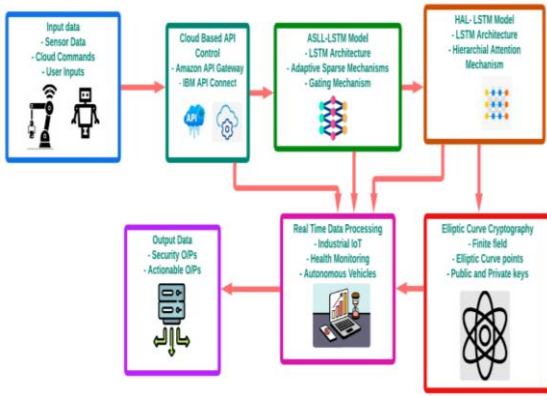 Input data
- Sensor Data
- Cloud Commands
- User Inputs
Cloud Based API
Control
- Amazon API Gateway
- IBM API Connect
API
ASLL-LSTM Model
- LSTM Architecture
- Adaptive Sparse Mechanisms
- Gating Mechanism
HAL- LSTM Model
- LSTM Architecture
- Hierarchial Attention
Mechanism
Output Data
- Security O/Ps
- Actionable O/Ps
Real Time Data Processing
- Industrial IoT
- Health Monitoring
- Autonomous Vehicles
Elliptic Curve Cryptography
- Finite field
- Elliptic Curve points
- Public and Private keys